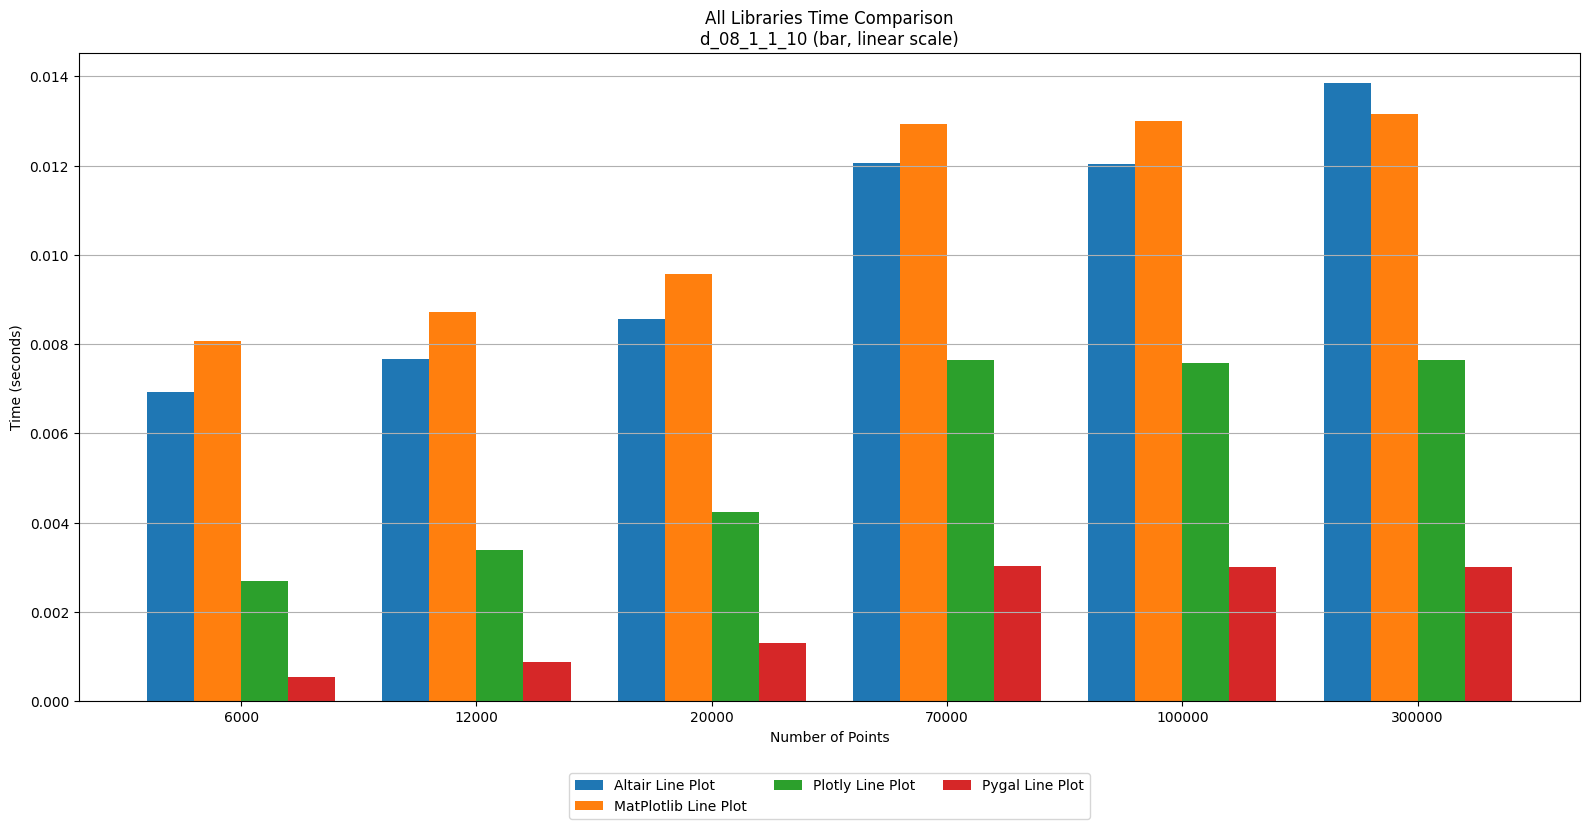 All Libraries Time Comparison
d_08_1_1_10 (bar, linear scale)
0.014
0.012
0.010
0.008
0.006
0.004
0.002
0.000
Time (seconds)
6000 12000 20000 70000 100000 300000
Number of Points
Altair Line Plot Plotly Line Plot Pygal Line Plot
MatPlotlib Line Plot